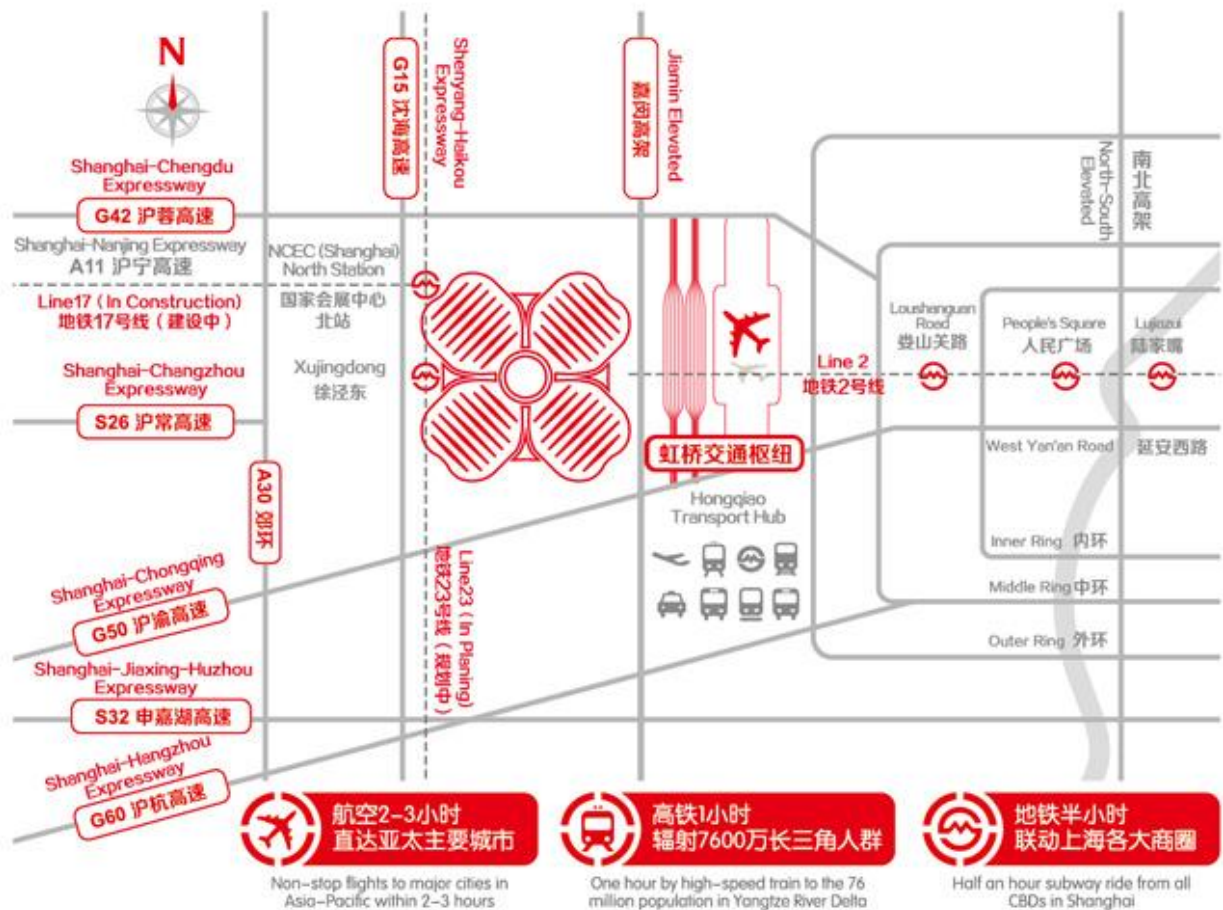 N
G15 沈海高速
Shenyang-Haikou
Expressway
嘉闵高架
Jiamin Elevated
North-South
Elevated
南北高架
Shanghai-Chengdu
Expressway
G42 沪蓉高速
Shanghai-Nanjing Expressway
A11 沪宁高速
NCEC (Shanghai)
North Station
国家会展中心
北站
Line17 (In Construction)
地铁17号线(建设中)
Shanghai-Changzhou
Expressway
S26 沪常高速
Xujingdong
徐泾东
Line 2
地铁2号线
Loushanguan
Road
娄山关路
People's Square
人民广场
Lujiazui
陆家嘴
West Yan'an Road
延安西路
虹桥交通枢纽
Hongqiao
Transport Hub
A30 郊环
Line23 (In Planing)
地铁23号线(规划中)
Inner Ring 内环
Middle Ring 中环
Outer Ring 外环
Shanghai-Chongqing
Expressway
G50 沪渝高速
Shanghai-Jiaxing-Huzhou
Expressway
S32 申嘉湖高速
Shanghai-Hangzhou
Expressway
G60 沪杭高速
航空2-3小时
直达亚太主要城市
Non-stop flights to major cities in
Asia-Pacific within 2-3 hours
高铁1小时
辐射7600万长三角人群
One hour by high-speed train to the 76
million population in Yangtze River Delta
地铁半小时
联动上海各大商圈
Half an hour subway ride from all
CBDs in Shanghai